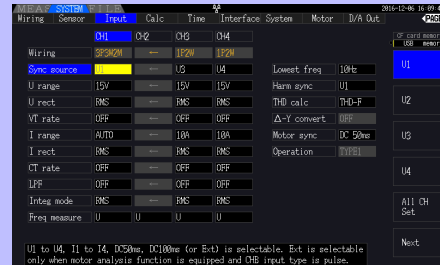 MEAS SYSTEM FILE 2016-12-06 16 09:4
Wiring Sensor Input Calc Time Interface System Motor D/A Out PAGE
CH1 CH2 CH3 CH4
CF card memor
USB memor
Wiring 3P3W2M ← 1P2W 1P2W
Sync source U1 ← U3 U4 Lowest freq 10Hz
U1
U range 15V ← 15V 15V Harm sync U1
U rect RMS ← RMS RMS THD calc THD-F
U2
VT rate OFF ← OFF OFF Δ-Y convert OFF
I range AUTO ← 10A 10A Motor sync DC 50ms
U3
I rect RMS ← RMS RMS Operation TYPE1
CT rate OFF ← OFF OFF
U4
LPF OFF ← OFF OFF
Integ mode RMS ← RMS RMS
All CH
Set
Freq measure U U U U
Next
U1 to U4, I1 to I4, DC50ms, DC100ms (or Ext) is selectable. Ext is selectable
only when motor analysis function is equipped and CHB input type is pulse.